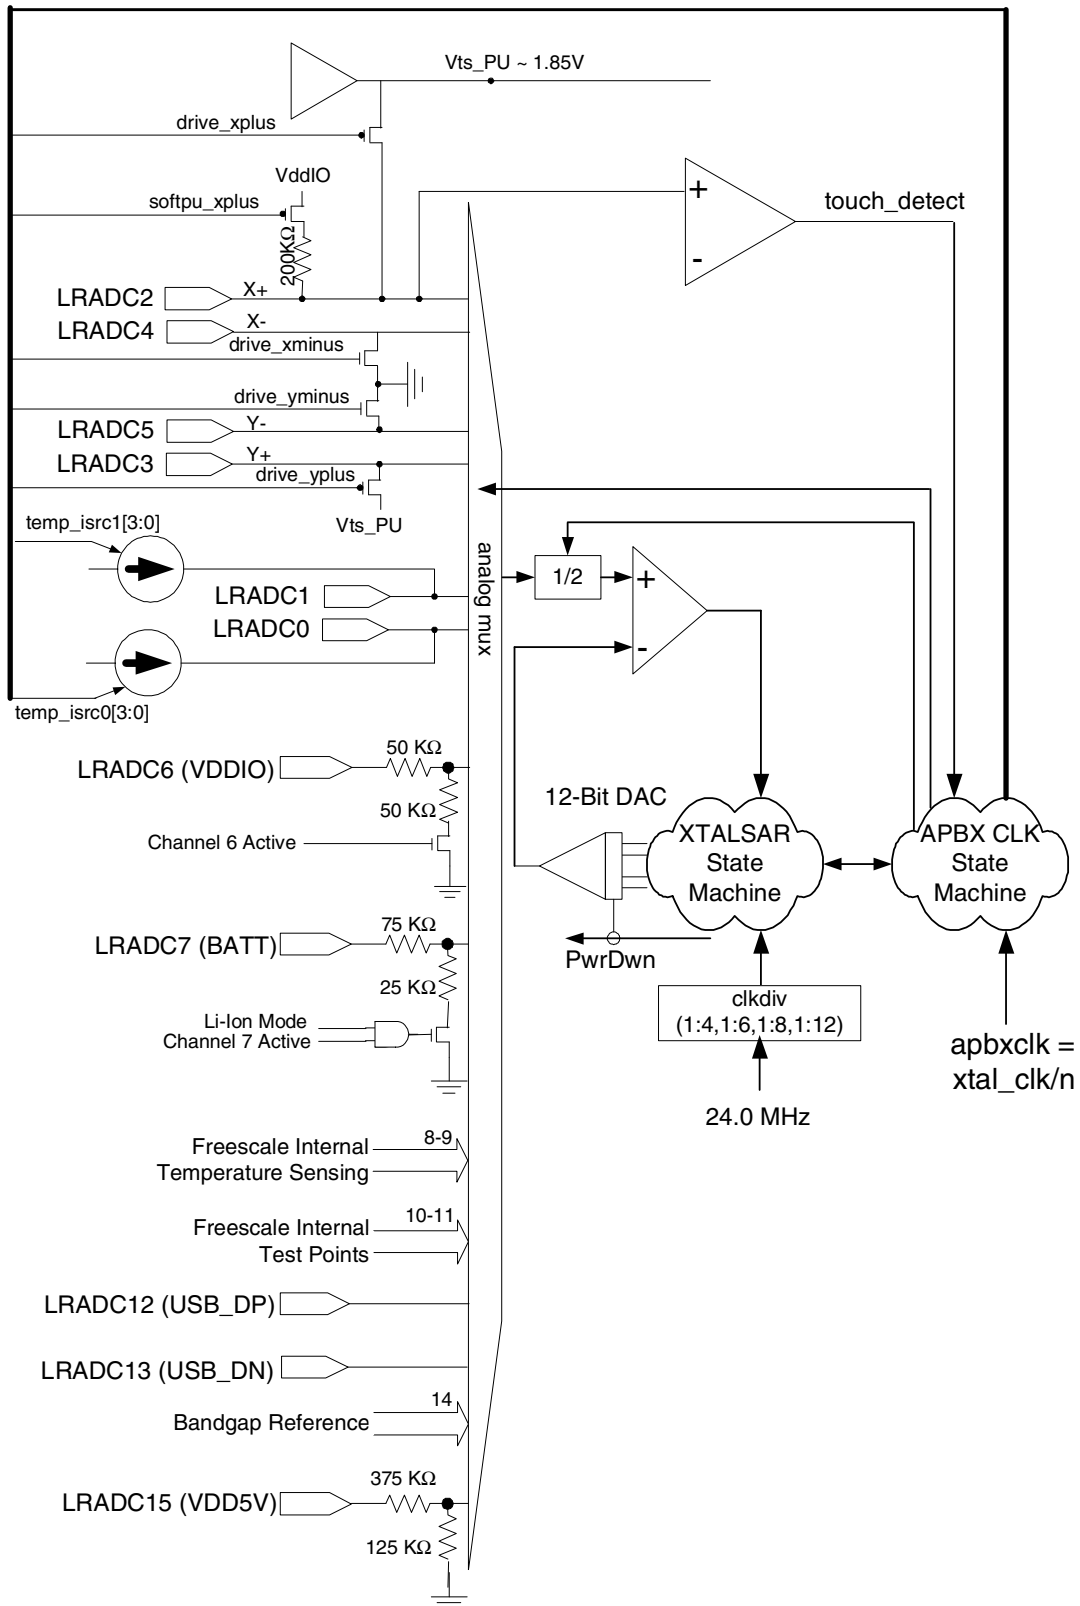 Vts_PU ~ 1.85V
drive_xplus
VddIO
softpu_xplus
200KΩ
+
-
touch_detect
LRADC2
X+
LRADC4
X-
drive_xminus
drive_yminus
LRADC5
Y-
LRADC3
Y+
drive_yplus
Vts_PU
temp_isrc1[3:0]
LRADC1
LRADC0
temp_isrc0[3:0]
analog mux
1/2
+
-
LRADC6 (VDDIO)
50 KΩ
50 KΩ
Channel 6 Active
12-Bit DAC
XTALSAR
State
Machine
APBX CLK
State
Machine
LRADC7 (BATT)
75 KΩ
25 KΩ
PwrDwn
Li-Ion Mode
Channel 7 Active
clkdiv
(1:4,1:6,1:8,1:12)
24.0 MHz
apbxclk =
xtal_clk/n
Freescale Internal
Temperature Sensing
8-9
Freescale Internal
Test Points
10-11
LRADC12 (USB_DP)
LRADC13 (USB_DN)
14
Bandgap Reference
375 KΩ
LRADC15 (VDD5V)
125 KΩ